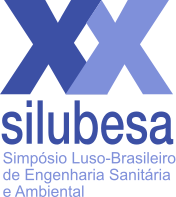 XX
silubesa
Simpósio Luso-Brasileiro
de Engenharia Sanitária
e Ambiental